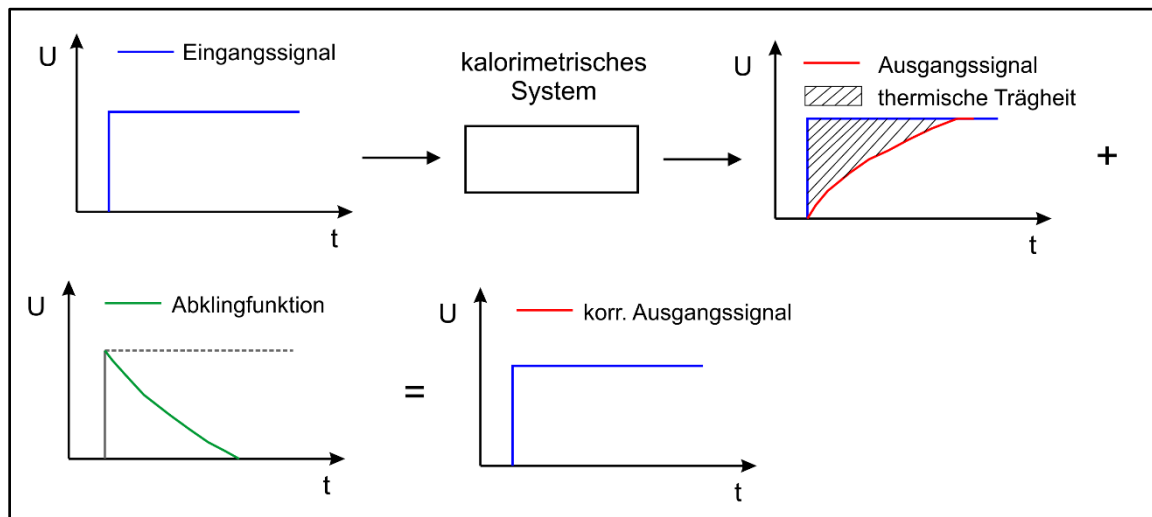 U
Eingangssignal
t
kalorimetrisches
System
U
Ausgangssignal
thermische Trägheit
t
+
U
Abklingfunktion
t
=
U
korr. Ausgangssignal
t